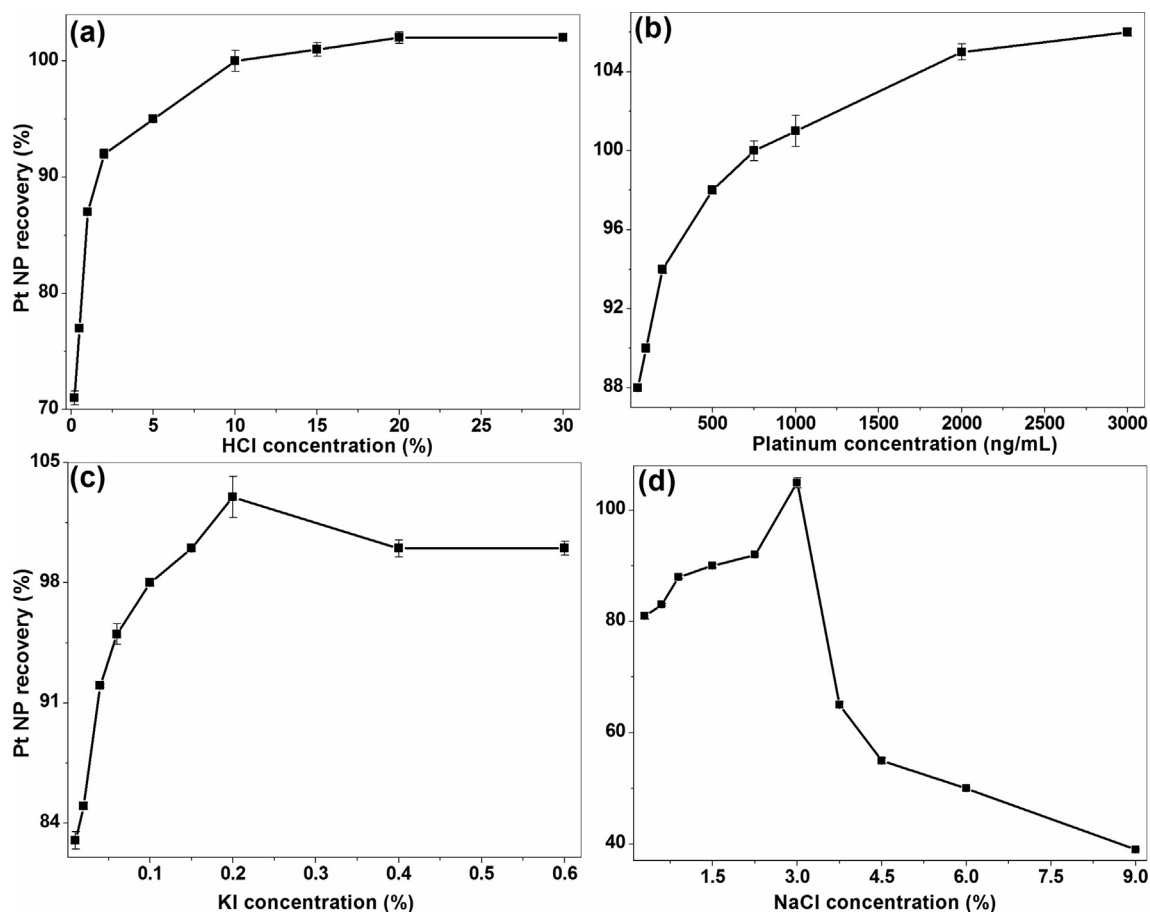 (a)
Pt NP recovery (%)
100
90
80
70
0 5 10 15 20 25 30
HCl concentration (%)
(b)
104
100
96
92
88
500 1000 1500 2000 2500 3000
Platinum concentration (ng/mL)
(c)
Pt NP recovery (%)
105
98
91
84
0.1 0.2 0.3 0.4 0.5 0.6
KI concentration (%)
(d)
100
80
60
40
1.5 3.0 4.5 6.0 7.5 9.0
NaCl concentration (%)